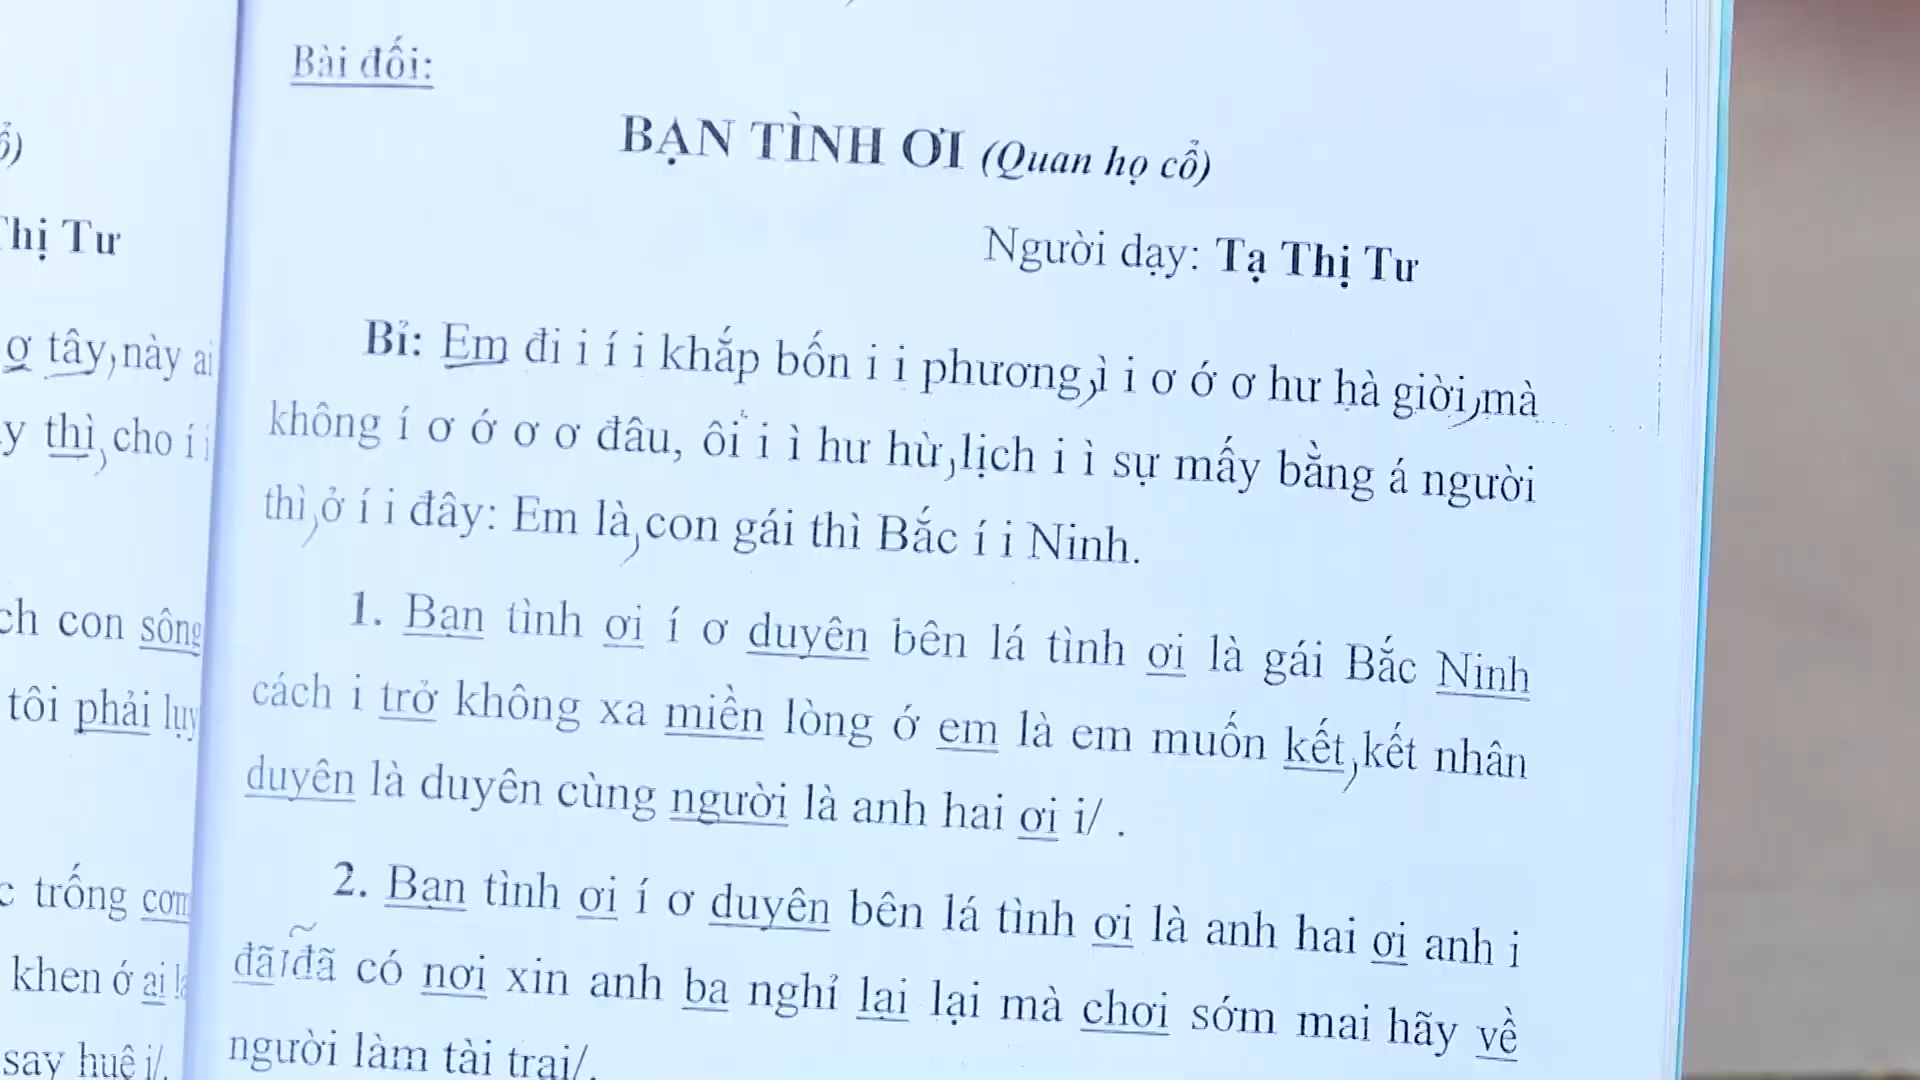 ổ)
Thị Tư
tây, này ai
thì, cho í i
con sông
tôi phải lụy
trống cơm
khen ớ ai
say huê i/.
Bài đối:
BẠN TÌNH ƠI (Quan họ cổ)
Người dạy: Tạ Thị Tư
Bỉ: Em đi i í i khắp bốn i i phương, ì i ơ ớ ơ hư hà giời, mà
không í ơ ớ ơ ơ đâu, ôi i ì hư hừ, lịch i ì sự mấy bằng á người
thì, ở í i đây: Em là, con gái thì Bắc í i Ninh.
1. Bạn tình ơi í ơ duyên bên lá tình ơi là gái Bắc Ninh
cách i trở không xa miền lòng ớ em là em muốn kết, kết nhân
duyên là duyên cùng người là anh hai ơi i/ .
2. Bạn tình ơi í ơ duyên bên lá tình ơi là anh hai ơi anh i
đã i đã có nơi xin anh ba nghỉ lại lại mà chơi sớm mai hãy về
người làm tài trai/.